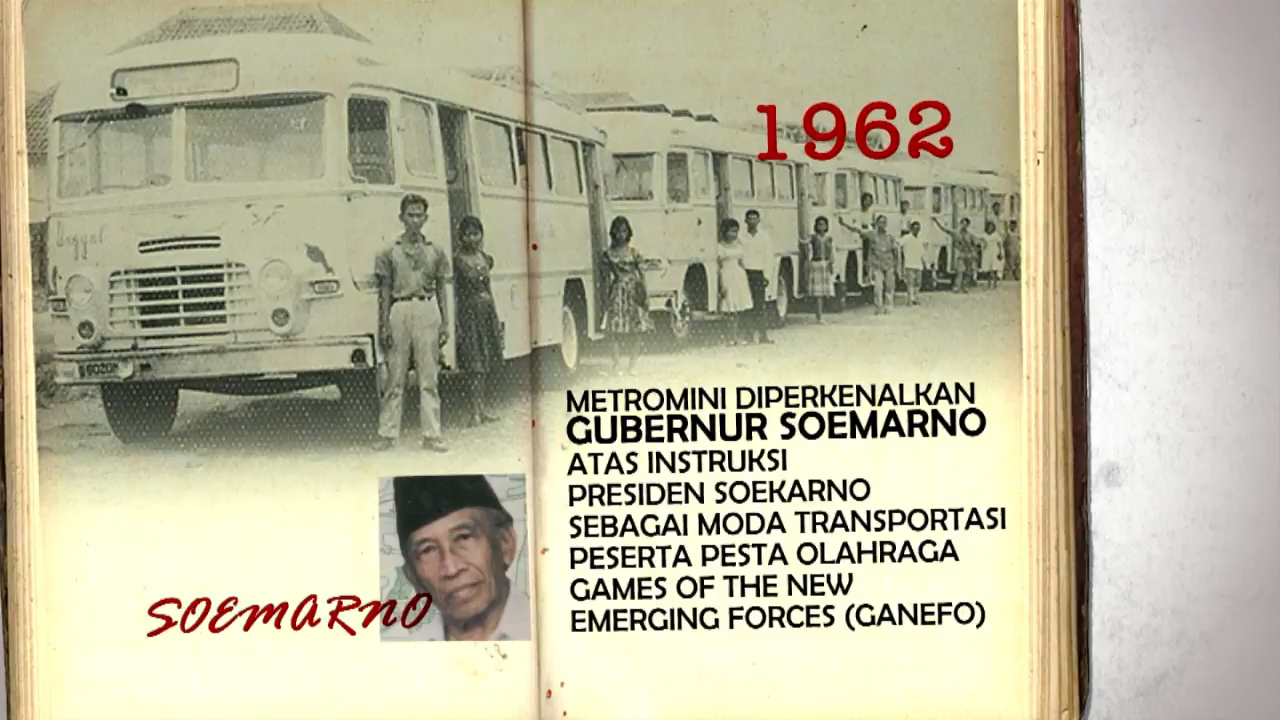 1962
METROMINI DIPERKENALKAN
GUBERNUR SOEMARNO
ATAS INSTRUKSI
PRESIDEN SOEKARNO
SEBAGAI MODA TRANSPORTASI
PESERTA PESTA OLAHRAGA
GAMES OF THE NEW
EMERGING FORCES (GANEFO)
SOEMARNO